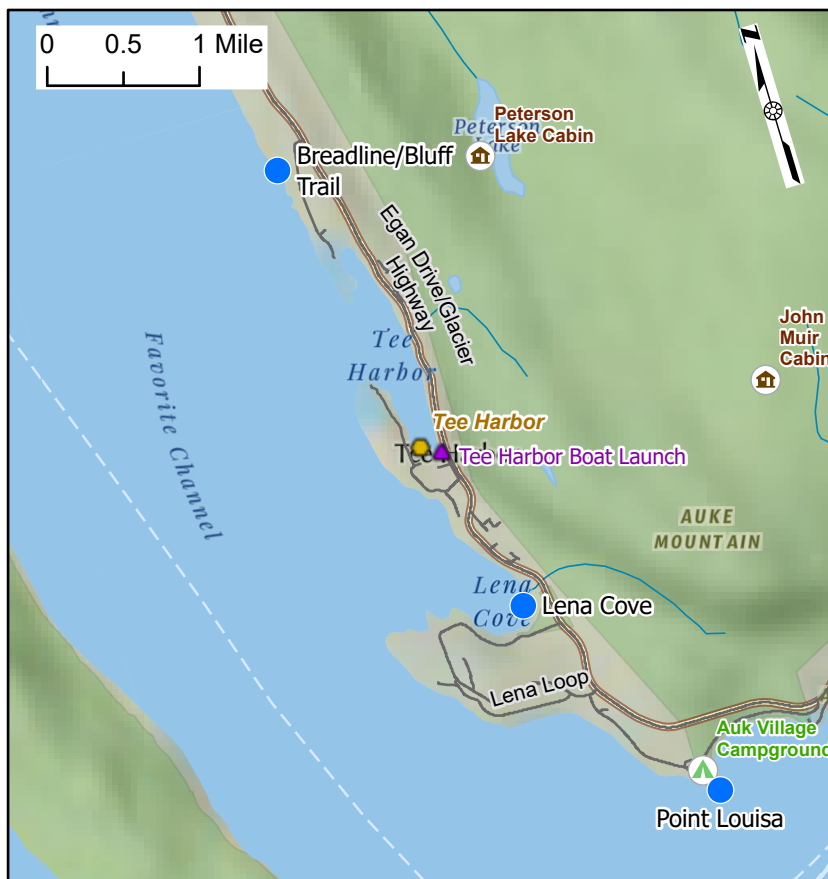 0 0.5 1 Mile
N
Peterson
Lake Cabin
Peterson
Lake
Breadline/Bluff
Trail
Egan Drive/Glacier
Highway
John
Muir
Cabin
Tee
Harbor
Favorite Channel
Tee Harbor
Tee Harbor Boat Launch
AUKE
MOUNTAIN
Lena
Cove
Lena Cove
Lena Loop
Auk Village
Campground
Point Louisa